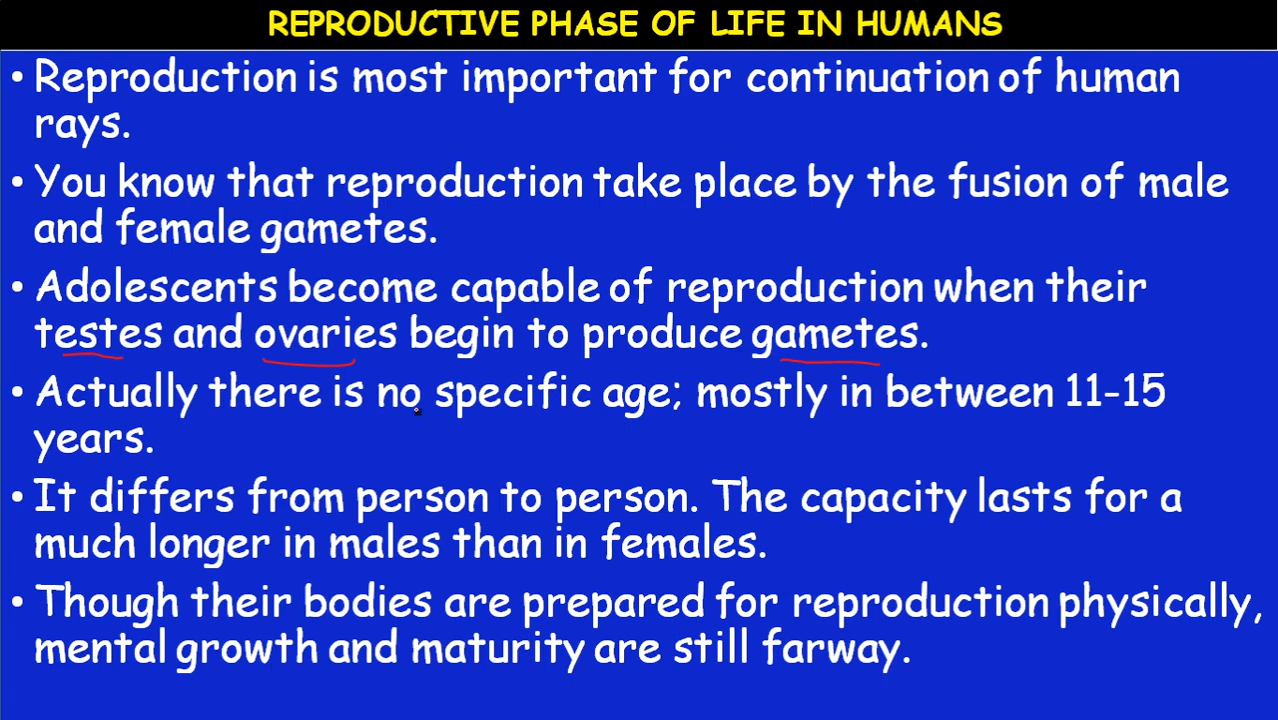 REPRODUCTIVE PHASE OF LIFE IN HUMANS
• Reproduction is most important for continuation of human
rays.
• You know that reproduction take place by the fusion of male
and female gametes.
• Adolescents become capable of reproduction when their
testes and ovaries begin to produce gametes.
• Actually there is no specific age; mostly in between 11-15
years.
• It differs from person to person. The capacity lasts for a
much longer in males than in females.
• Though their bodies are prepared for reproduction physically,
mental growth and maturity are still farway.